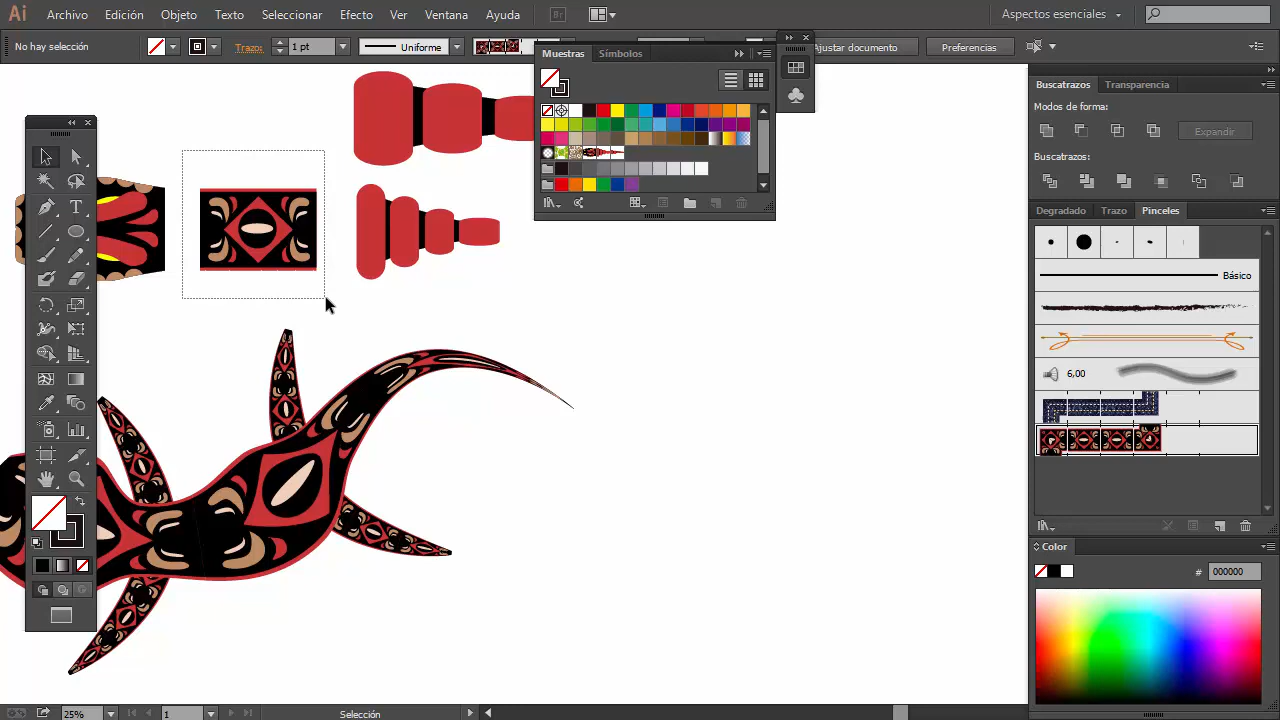 Ai Archivo Edición Objeto Texto Seleccionar Efecto Ver Ventana Ayuda Br Aspectos esenciales
No hay selección Trazo: 1 pt Uniforme Ajustar documento Preferencias
Muestras Símbolos
Buscatrazos Transparencia
Modos de forma:
Expandir
Buscatrazos:
Degradado Trazo Pinceles
Básico
6,00
Color
# 000000
T
25% 1 Selección